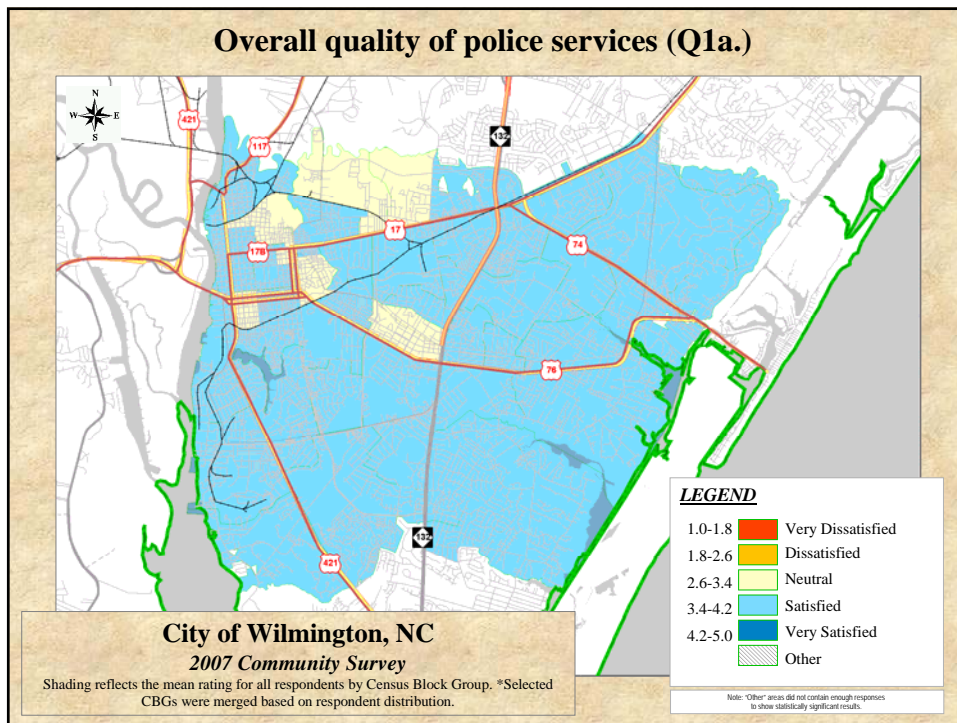 Overall quality of police services (Q1a.)
N
W E
S
421
117
132
17
17B
74
76
132
421
LEGEND
1.0-1.8 Very Dissatisfied
1.8-2.6 Dissatisfied
2.6-3.4 Neutral
3.4-4.2 Satisfied
4.2-5.0 Very Satisfied
Other
City of Wilmington, NC
2007 Community Survey
Shading reflects the mean rating for all respondents by Census Block Group. *Selected
CBGs were merged based on respondent distribution.
Note: "Other" areas did not contain enough responses
to show statistically significant results.